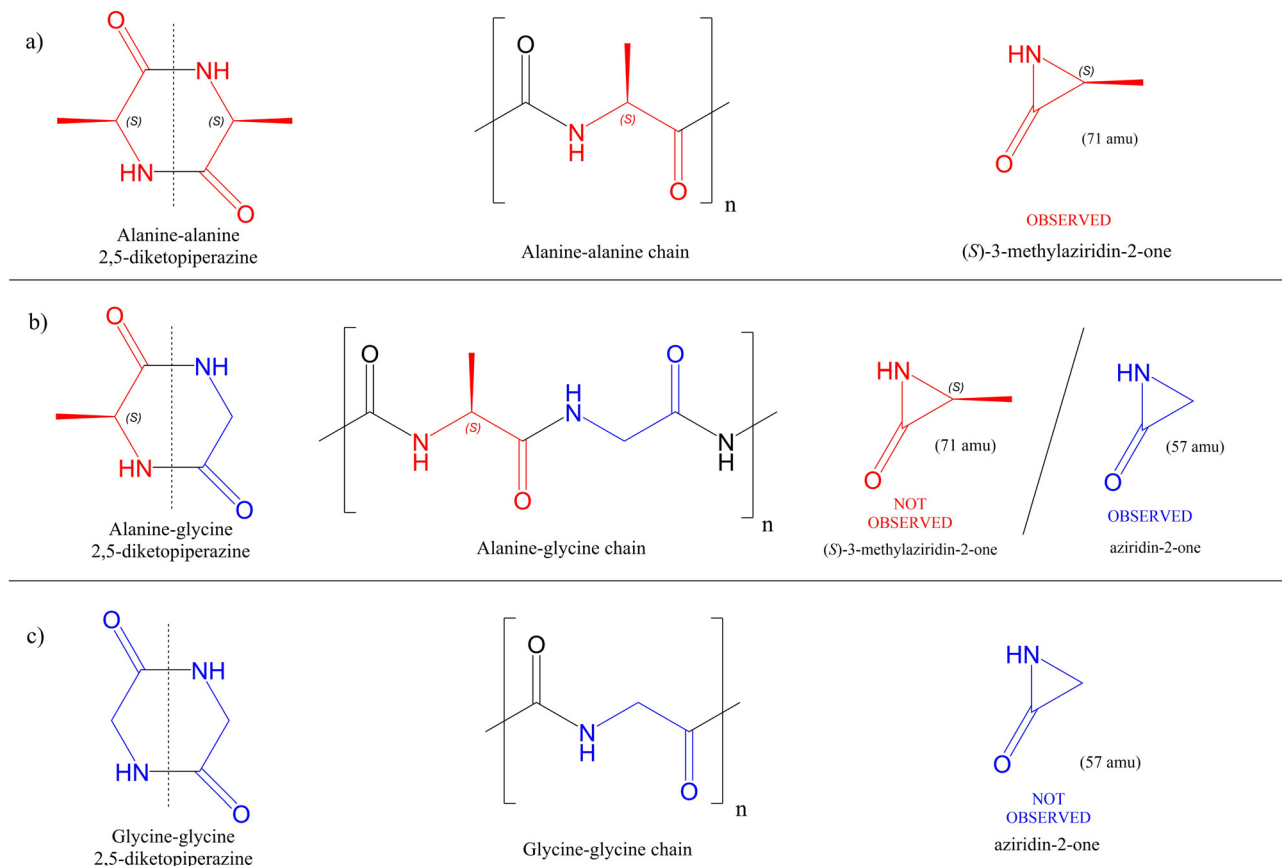 a)
O
NH
(S)
(S)
HN
O
Alanine-alanine
2,5-diketopiperazine
O
N
H
(S)
O
n
Alanine-alanine chain
HN
(S)
O
(71 amu)
OBSERVED
(S)-3-methylaziridin-2-one
b)
O
NH
(S)
HN
O
Alanine-glycine
2,5-diketopiperazine
O
N
H
(S)
O
H
N
O
N
H
n
Alanine-glycine chain
HN
(S)
O
(71 amu)
NOT
OBSERVED
(S)-3-methylaziridin-2-one
HN
O
(57 amu)
OBSERVED
aziridin-2-one
c)
O
NH
HN
O
Glycine-glycine
2,5-diketopiperazine
O
N
H
O
n
Glycine-glycine chain
HN
O
(57 amu)
NOT
OBSERVED
aziridin-2-one